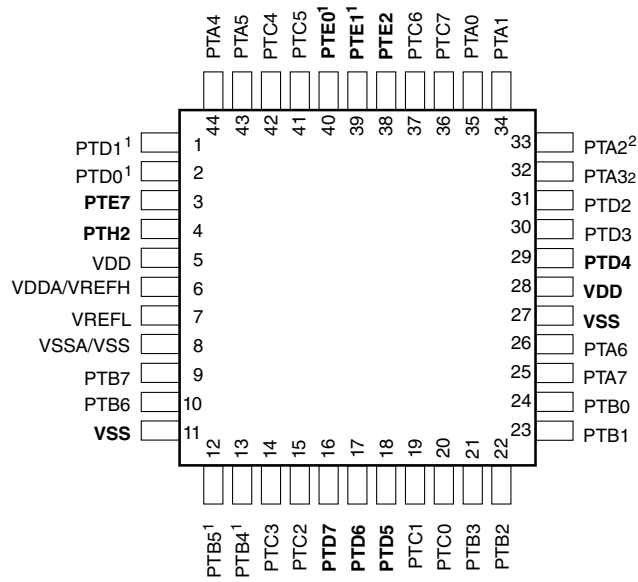 PTA4 PTA5 PTC4 PTC5 PTE0¹ PTE1¹ PTE2 PTC6 PTC7 PTA0 PTA1
44 43 42 41 40 39 38 37 36 35 34
PTD1¹ 1 33 PTA2²
PTD0¹ 2 32 PTA32
PTE7 3 31 PTD2
PTH2 4 30 PTD3
VDD 5 29 PTD4
VDDA/VREFH 6 28 VDD
VREFL 7 27 VSS
VSSA/VSS 8 26 PTA6
PTB7 9 25 PTA7
PTB6 10 24 PTB0
VSS 11 23 PTB1
12 13 14 15 16 17 18 19 20 21 22
PTB5¹ PTB4¹ PTC3 PTC2 PTD7 PTD6 PTD5 PTC1 PTC0 PTB3 PTB2